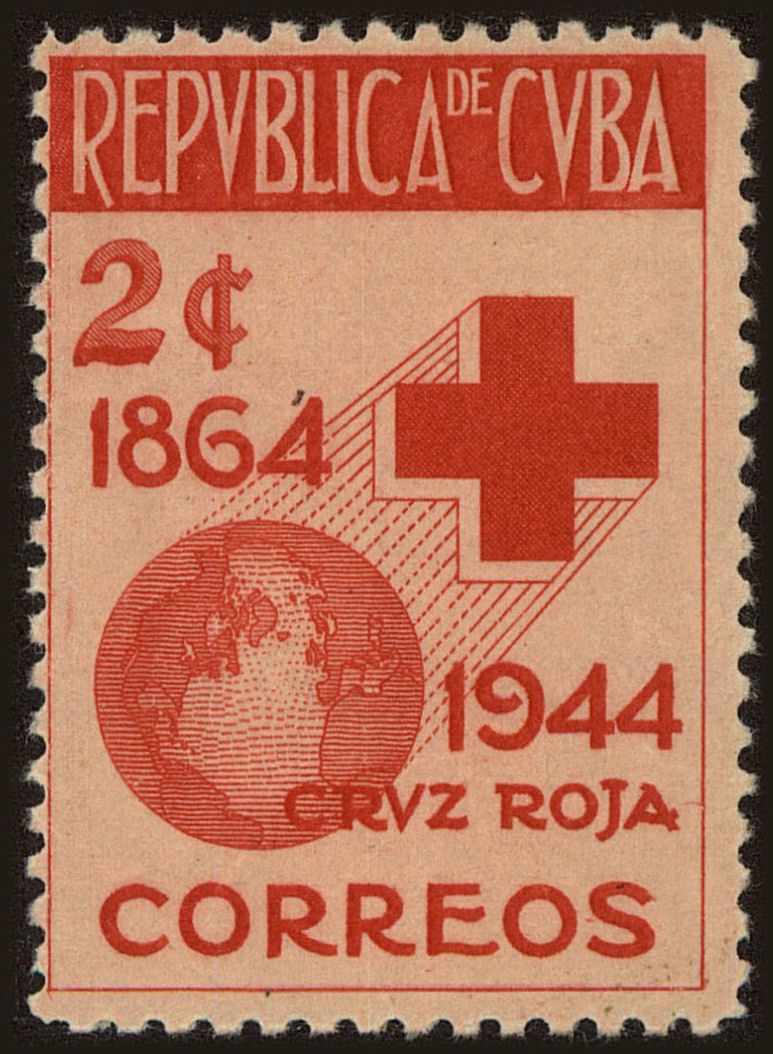 REPVBLICA DE CVBA
2¢
1864
1944
CRVZ ROJA
CORREOS